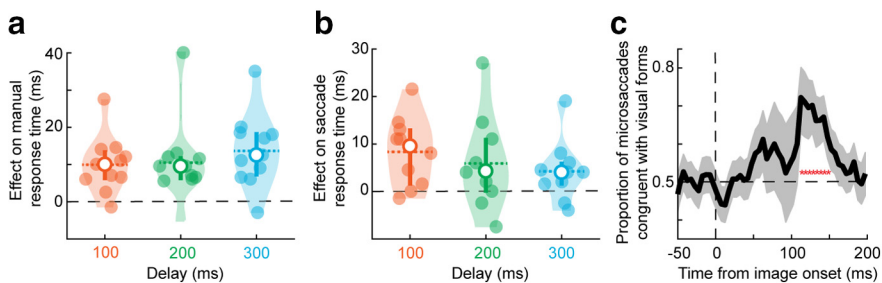 a
Effect on manual
response time (ms)
40
20
0
100
200
300
Delay (ms)
b
Effect on saccade
response time (ms)
30
20
10
0
100
200
300
Delay (ms)
c
Proportion of microsaccades
congruent with visual forms
0.8
0.5
*******
-50
0
100
200
Time from image onset (ms)